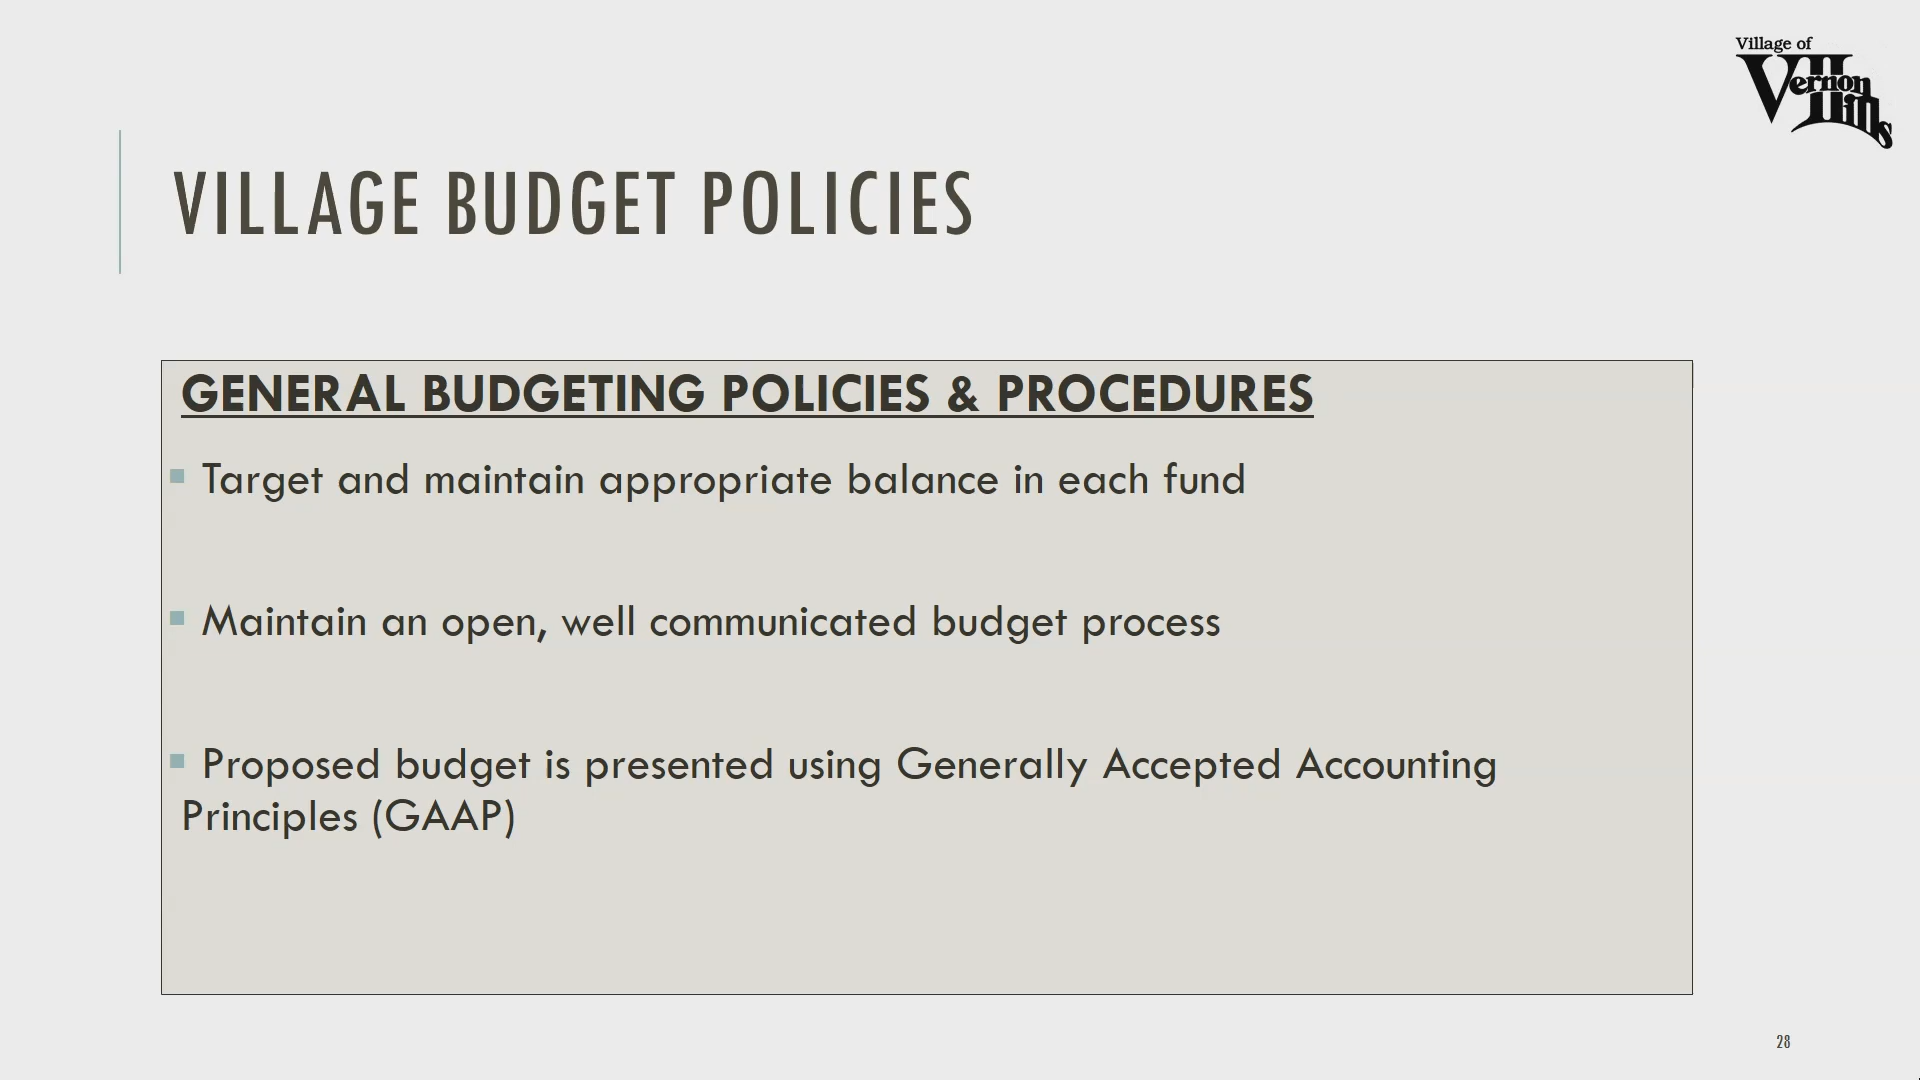 Village of
Vernon
Hills
VILLAGE BUDGET POLICIES
GENERAL BUDGETING POLICIES & PROCEDURES
▪ Target and maintain appropriate balance in each fund
▪ Maintain an open, well communicated budget process
▪ Proposed budget is presented using Generally Accepted Accounting
Principles (GAAP)
28